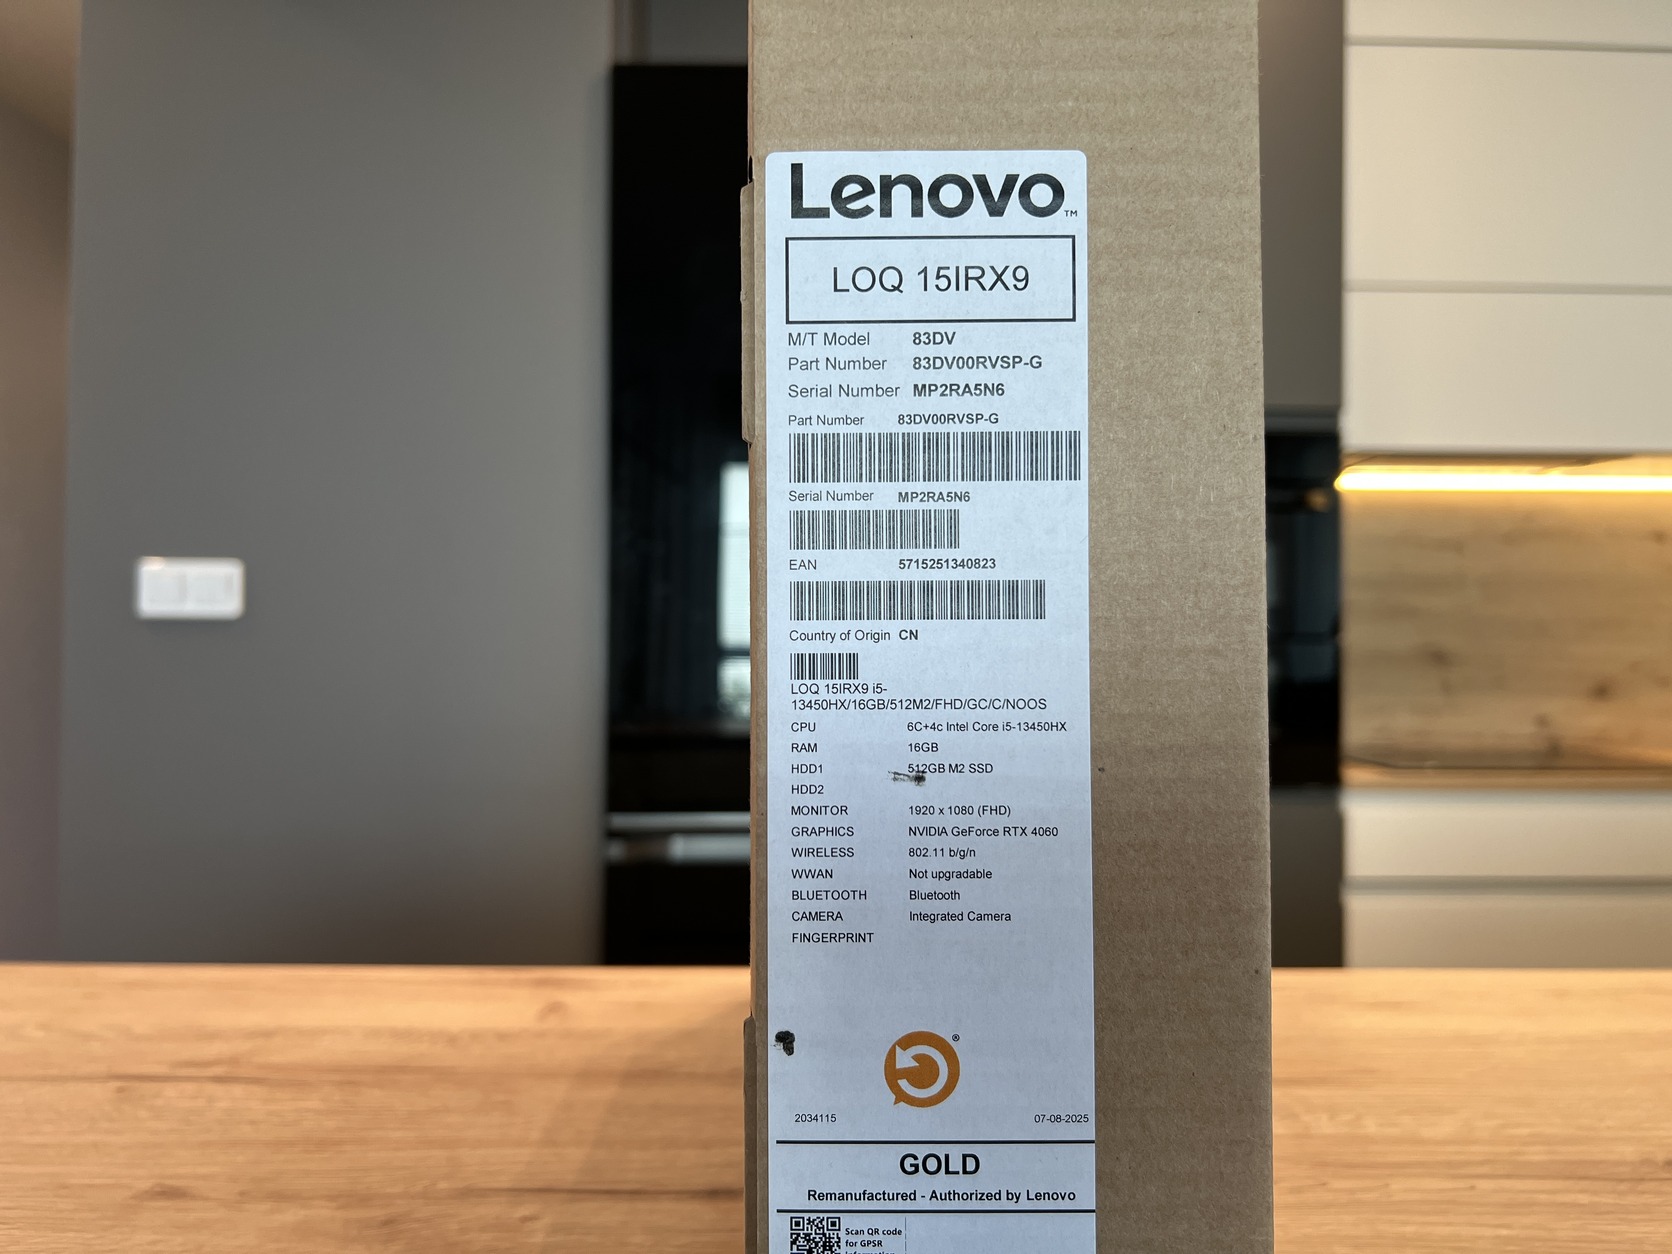 Lenovo™
LOQ 15IRX9
M/T Model 83DV
Part Number 83DV00RVSP-G
Serial Number MP2RA5N6
Part Number 83DV00RVSP-G
Serial Number MP2RA5N6
EAN 5715251340823
Country of Origin CN
LOQ 15IRX9 i5-
13450HX/16GB/512M2/FHD/GC/C/NOOS
CPU 6C+4c Intel Core i5-13450HX
RAM 16GB
HDD1 512GB M2 SSD
HDD2
MONITOR 1920 x 1080 (FHD)
GRAPHICS NVIDIA GeForce RTX 4060
WIRELESS 802.11 b/g/n
WWAN Not upgradable
BLUETOOTH Bluetooth
CAMERA Integrated Camera
FINGERPRINT
®
2034115 07-08-2025
GOLD
Remanufactured - Authorized by Lenovo
Scan QR code
for GPSR
information